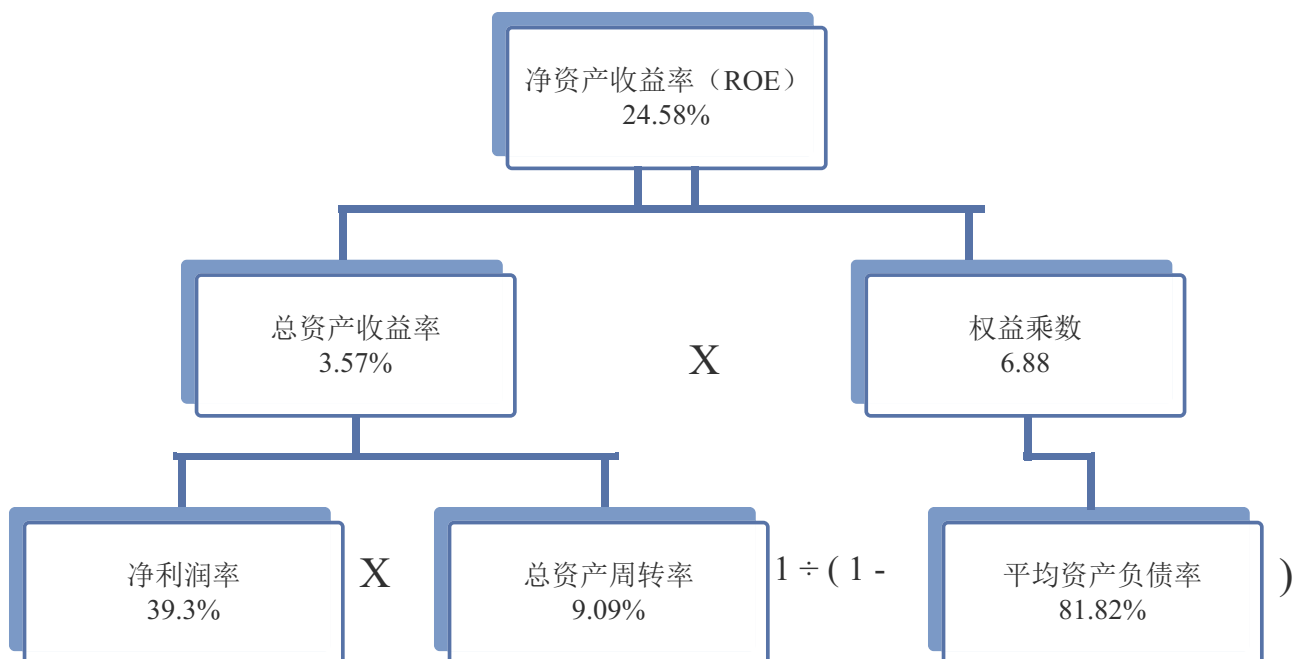 净资产收益率（ROE）
24.58%
总资产收益率
3.57%
X
权益乘数
6.88
净利润率
39.3%
X
总资产周转率
9.09%
1 ÷ ( 1 -
平均资产负债率
81.82%
)